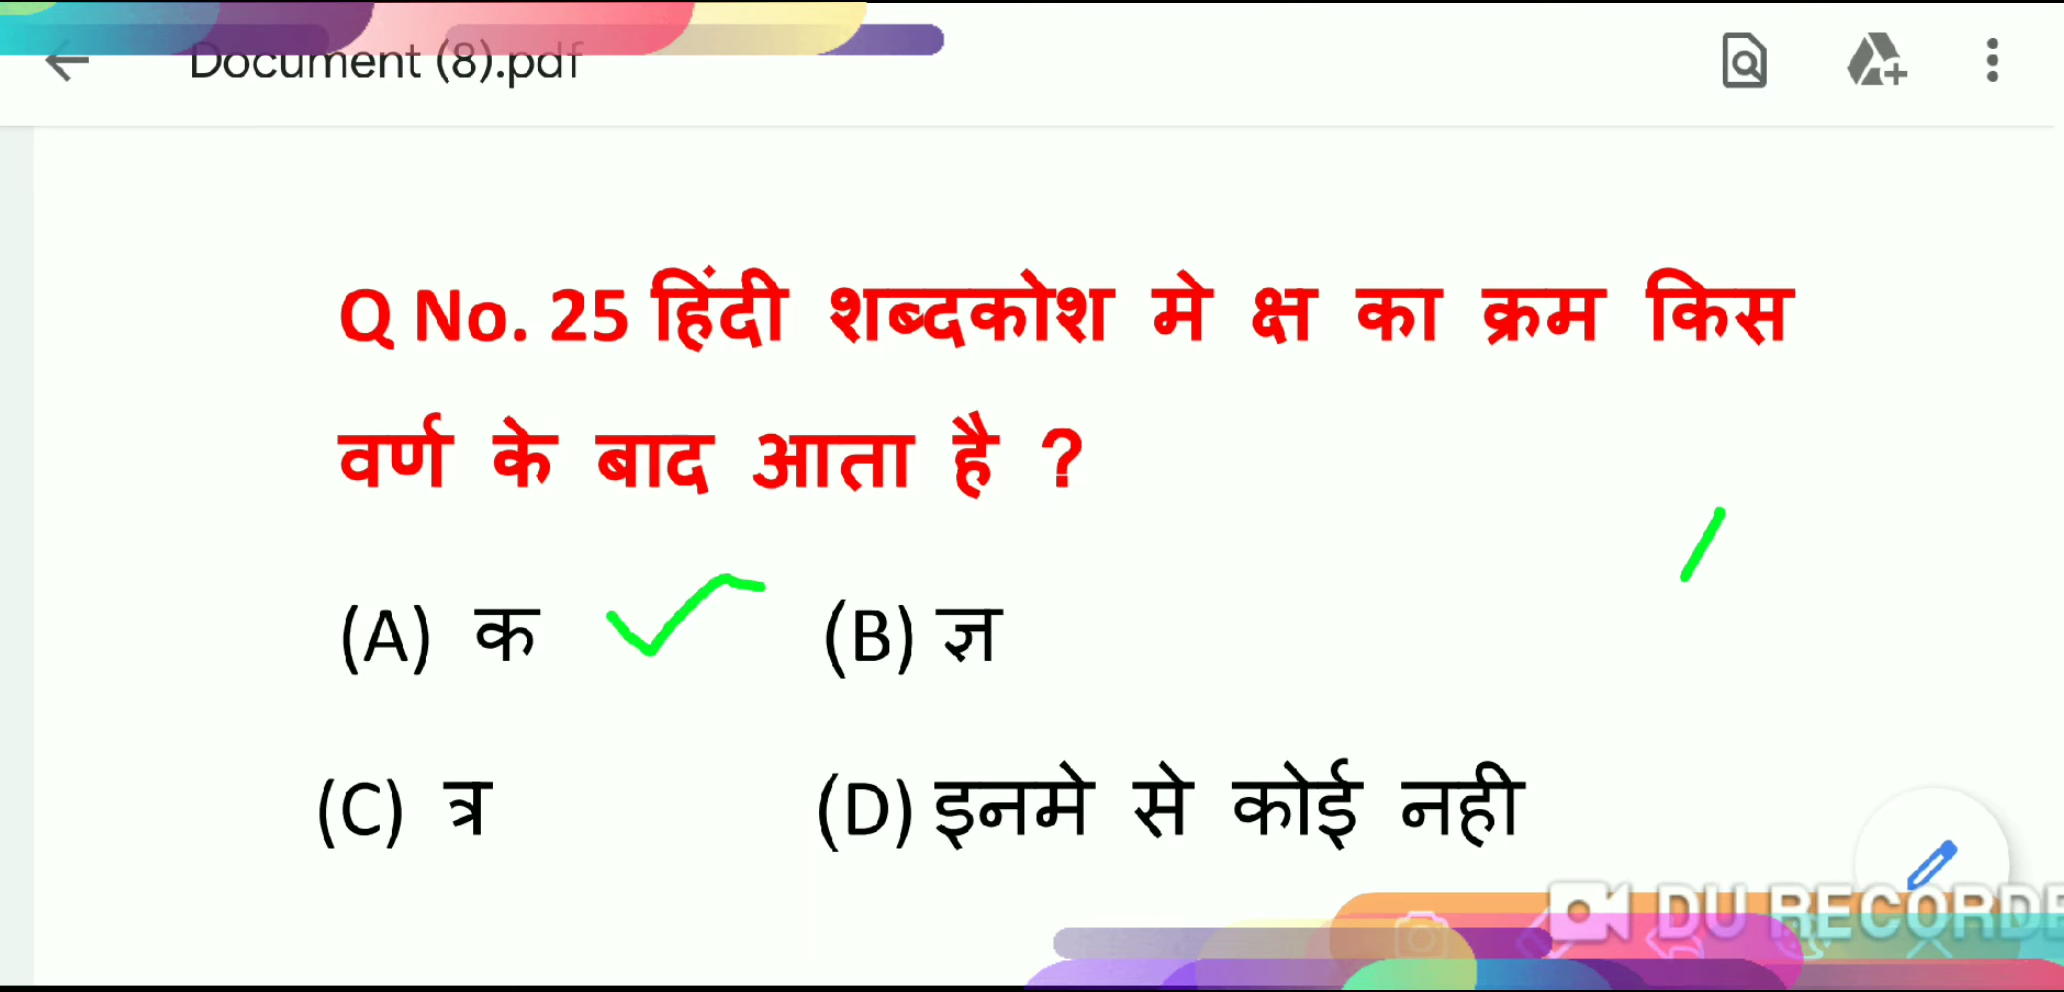 Document (8).pdf
Q No. 25 हिंदी शब्दकोश मे क्ष का क्रम किस
वर्ण के बाद आता है ?
(A) क (B) ज्ञ
(C) त्र (D) इनमे से कोई नही
DU RECORDE